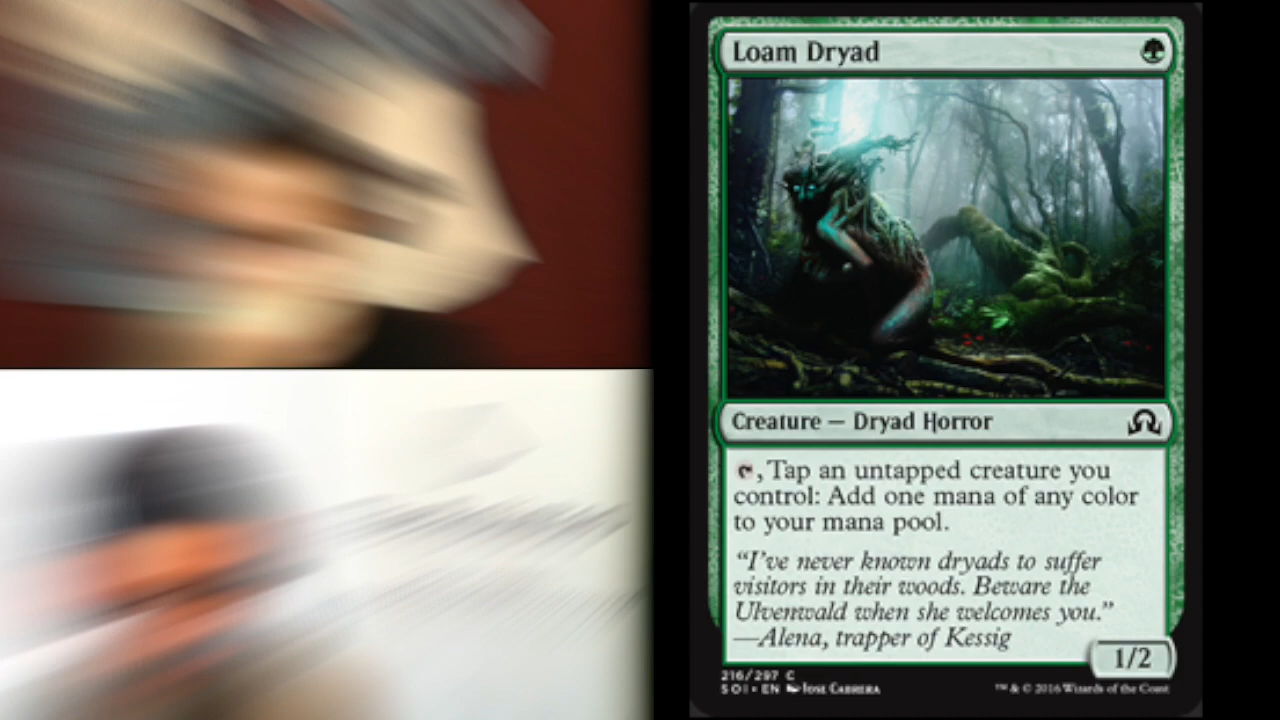 Loam Dryad
Creature — Dryad Horror
, Tap an untapped creature you
control: Add one mana of any color
to your mana pool.
“I’ve never known dryads to suffer
visitors in their woods. Beware the
Ulvenwald when she welcomes you.”
—Alena, trapper of Kessig
1/2
216/297 C
SOI • EN Jose Cabrera
™ & © 2016 Wizards of the Coast